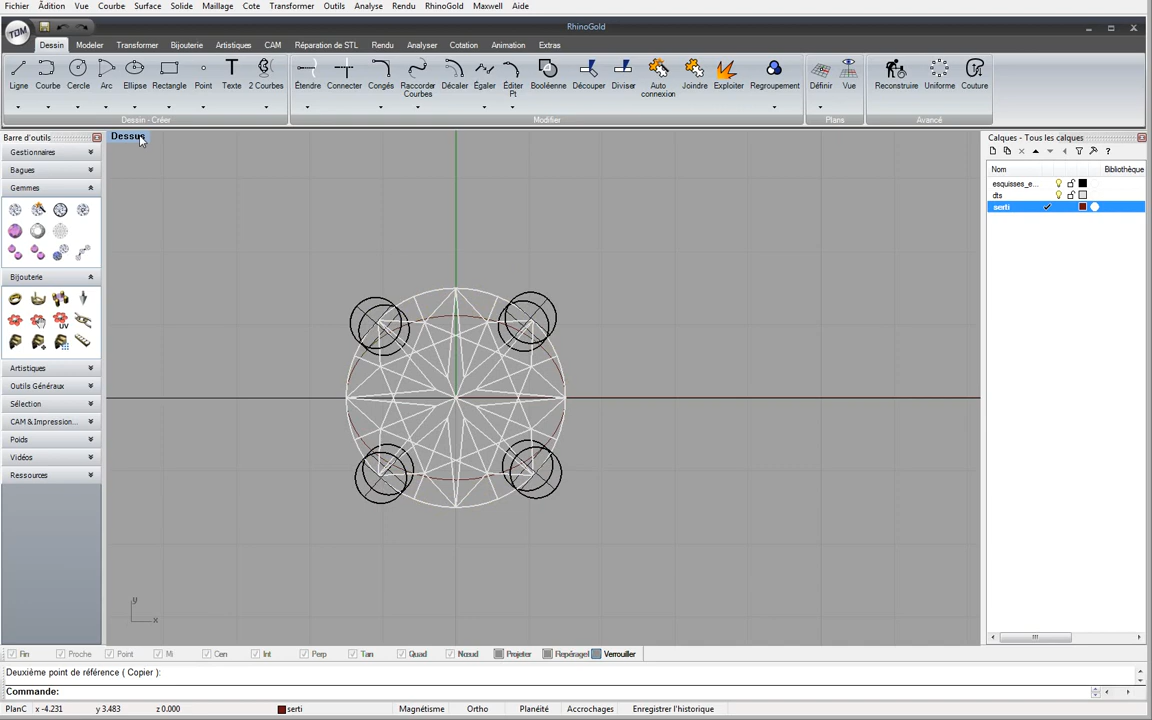 Fichier Ãdition Vue Courbe Surface Solide Maillage Cote Transformer Outils Analyse Rendu RhinoGold Maxwell Aide
TDM
RhinoGold
Dessin Modeler Transformer Bijouterie Artistiques CAM Réparation de STL Rendu Analyser Cotation Animation Extras
Ligne Courbe Cercle Arc Ellipse Rectangle Point Texte 2 Courbes Étendre Connecter Congés Raccorder Courbes Décaler Égaler Éditer Pt Booléenne Découper Diviser Auto connexion Joindre Exploiter Regroupement Définir Vue Reconstruire Uniforme Couture
Dessin - Créer Modifier Plans Avancé
Barre d'outils
Gestionnaires
Bagues
Gemmes
Bijouterie
UV
Artistiques
Outils Généraux
Sélection
CAM & Impression...
Poids
Vidéos
Ressources
Dessus
y
x
Calques - Tous les calques
Nom Bibliothèque
esquisses_e...
dts
serti
Fin Proche Point Mi Cen Int Perp Tan Quad Nœud Projeter Repérage! Verrouiller
Deuxième point de référence ( Copier ):
Commande:
PlanC x -4.231 y 3.483 z 0.000 serti Magnétisme Ortho Planéité Accrochages Enregistrer l'historique